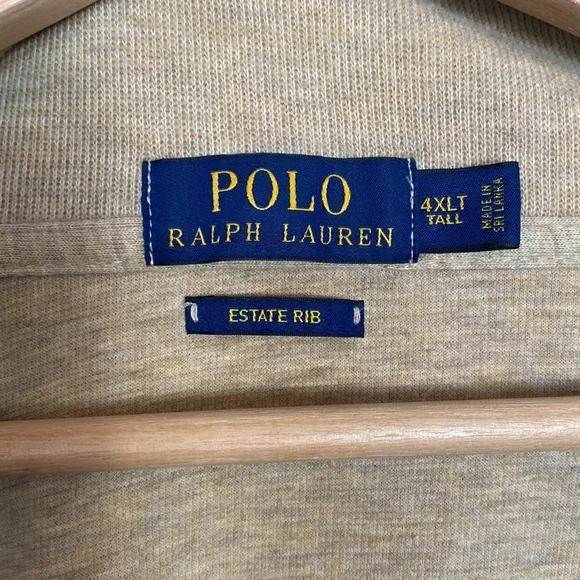 POLO
RALPH LAUREN
4XLT
TALL
MADE IN
SRI LANKA
ESTATE RIB